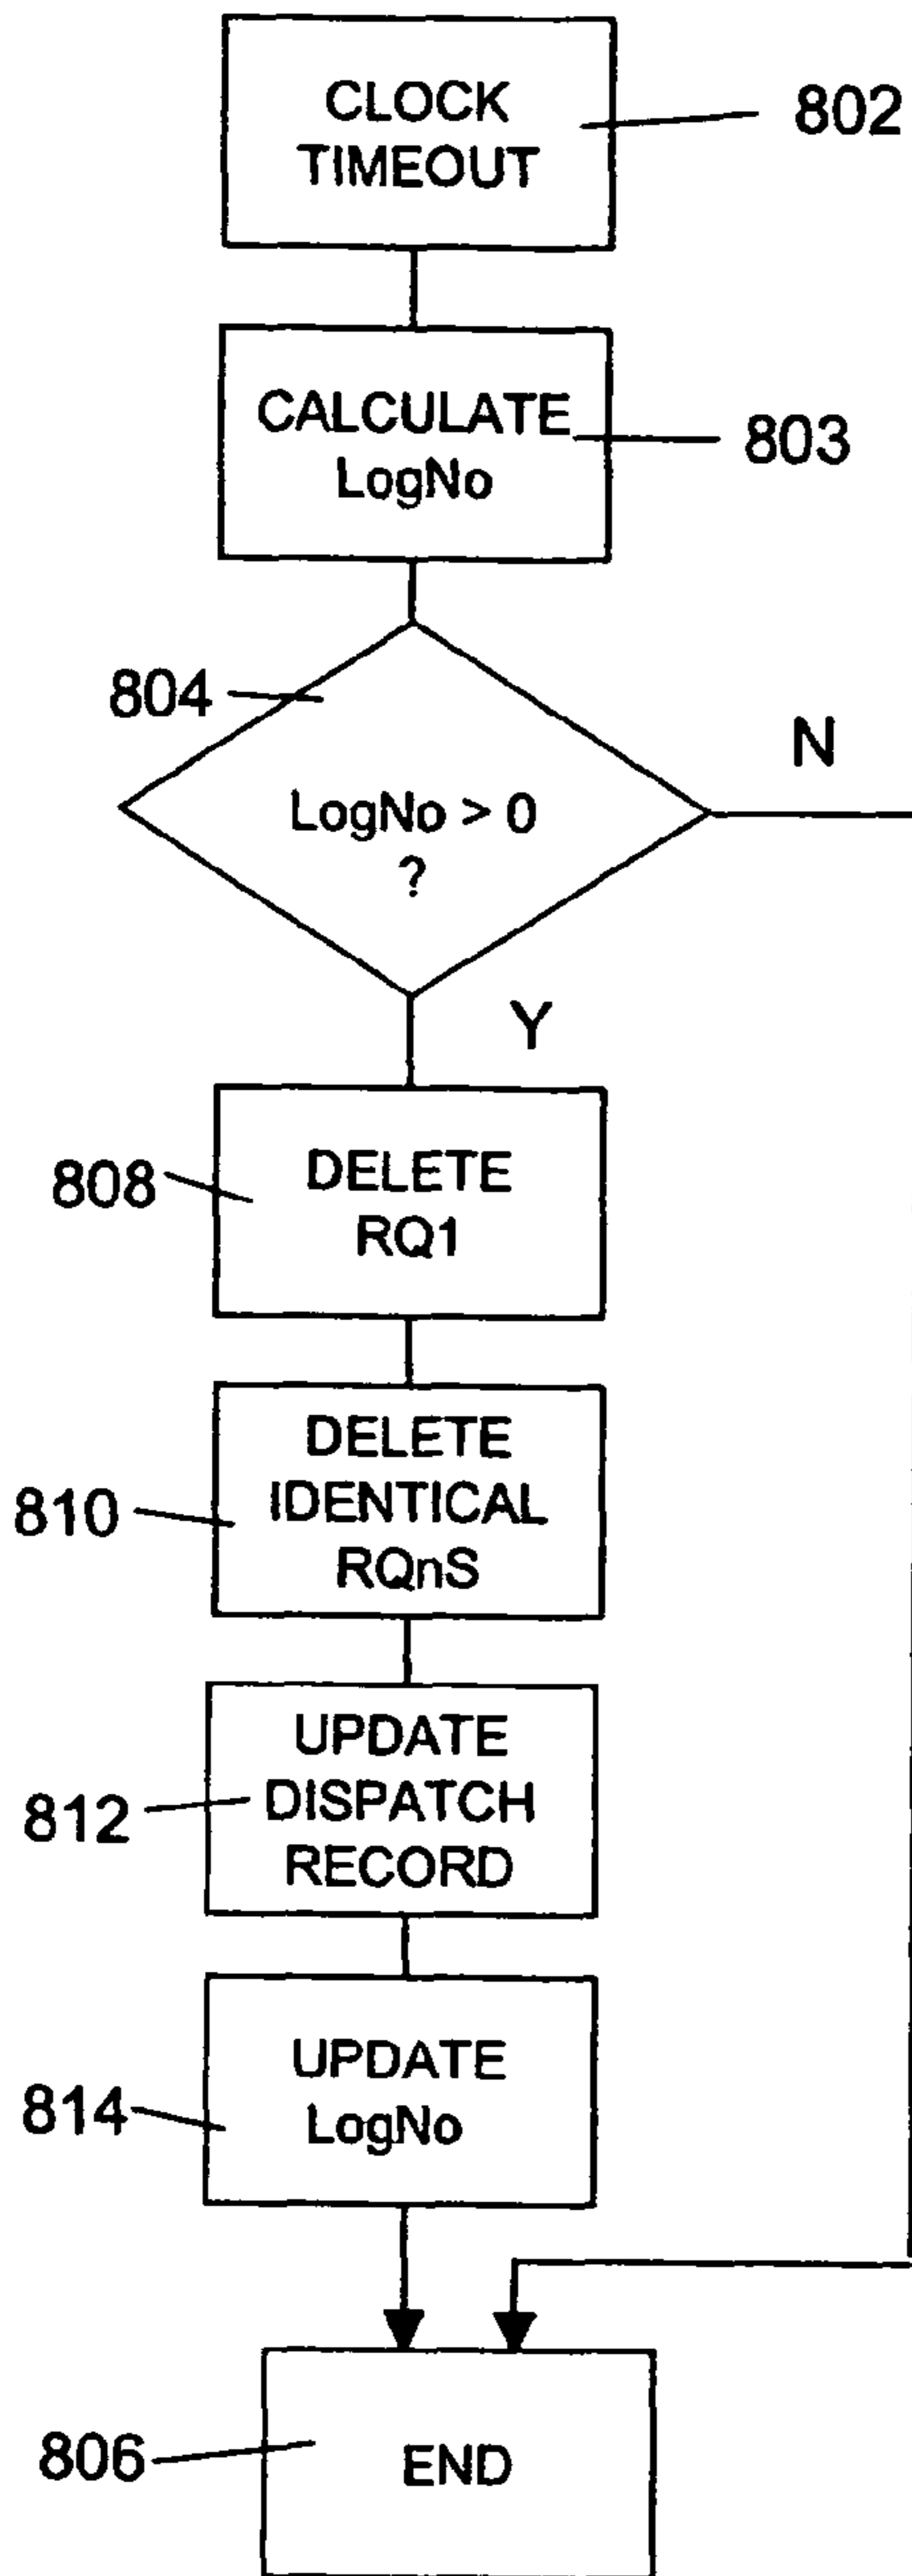 CLOCK
TIMEOUT
802
CALCULATE
LogNo
803
804
N
LogNo > 0
?
Y
808
DELETE
RQ1
810
DELETE
IDENTICAL
RQnS
812
UPDATE
DISPATCH
RECORD
814
UPDATE
LogNo
806
END